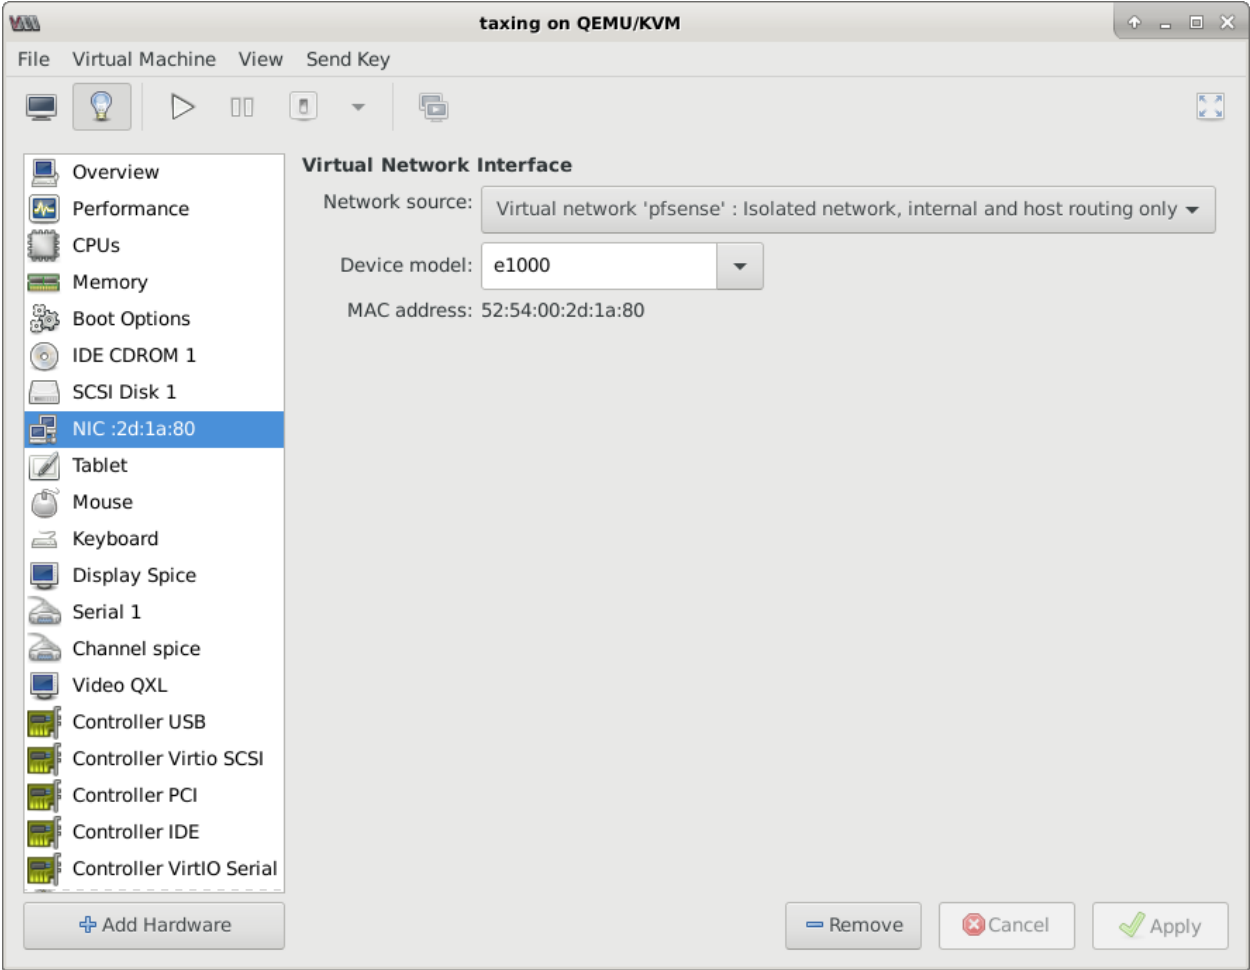 taxing on QEMU/KVM
File Virtual Machine View Send Key
Overview
Performance
CPUs
Memory
Boot Options
IDE CDROM 1
SCSI Disk 1
NIC :2d:1a:80
Tablet
Mouse
Keyboard
Display Spice
Serial 1
Channel spice
Video QXL
Controller USB
Controller Virtio SCSI
Controller PCI
Controller IDE
Controller VirtIO Serial
Add Hardware
Virtual Network Interface
Network source: Virtual network 'pfsense' : Isolated network, internal and host routing only
Device model: e1000
MAC address: 52:54:00:2d:1a:80
Remove Cancel Apply